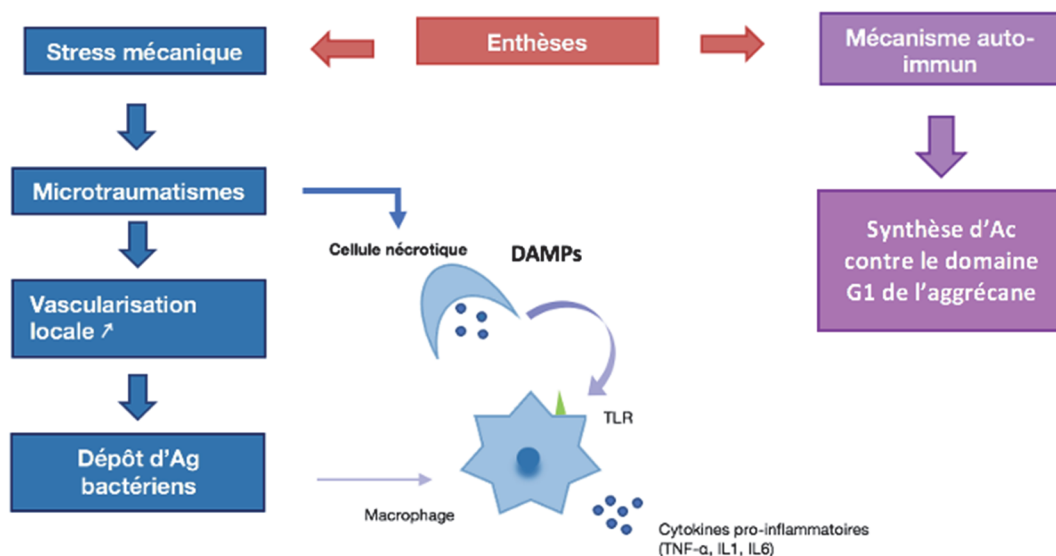 Stress mécanique
Enthèses
Mécanisme auto-
immun
Microtraumatismes
Cellule nécrotique
DAMPs
Synthèse d'Ac
contre le domaine
G1 de l'aggrécane
Vascularisation
locale ↗
TLR
Dépôt d'Ag
bactériens
Macrophage
Cytokines pro-inflammatoires
(TNF-α, IL1, IL6)